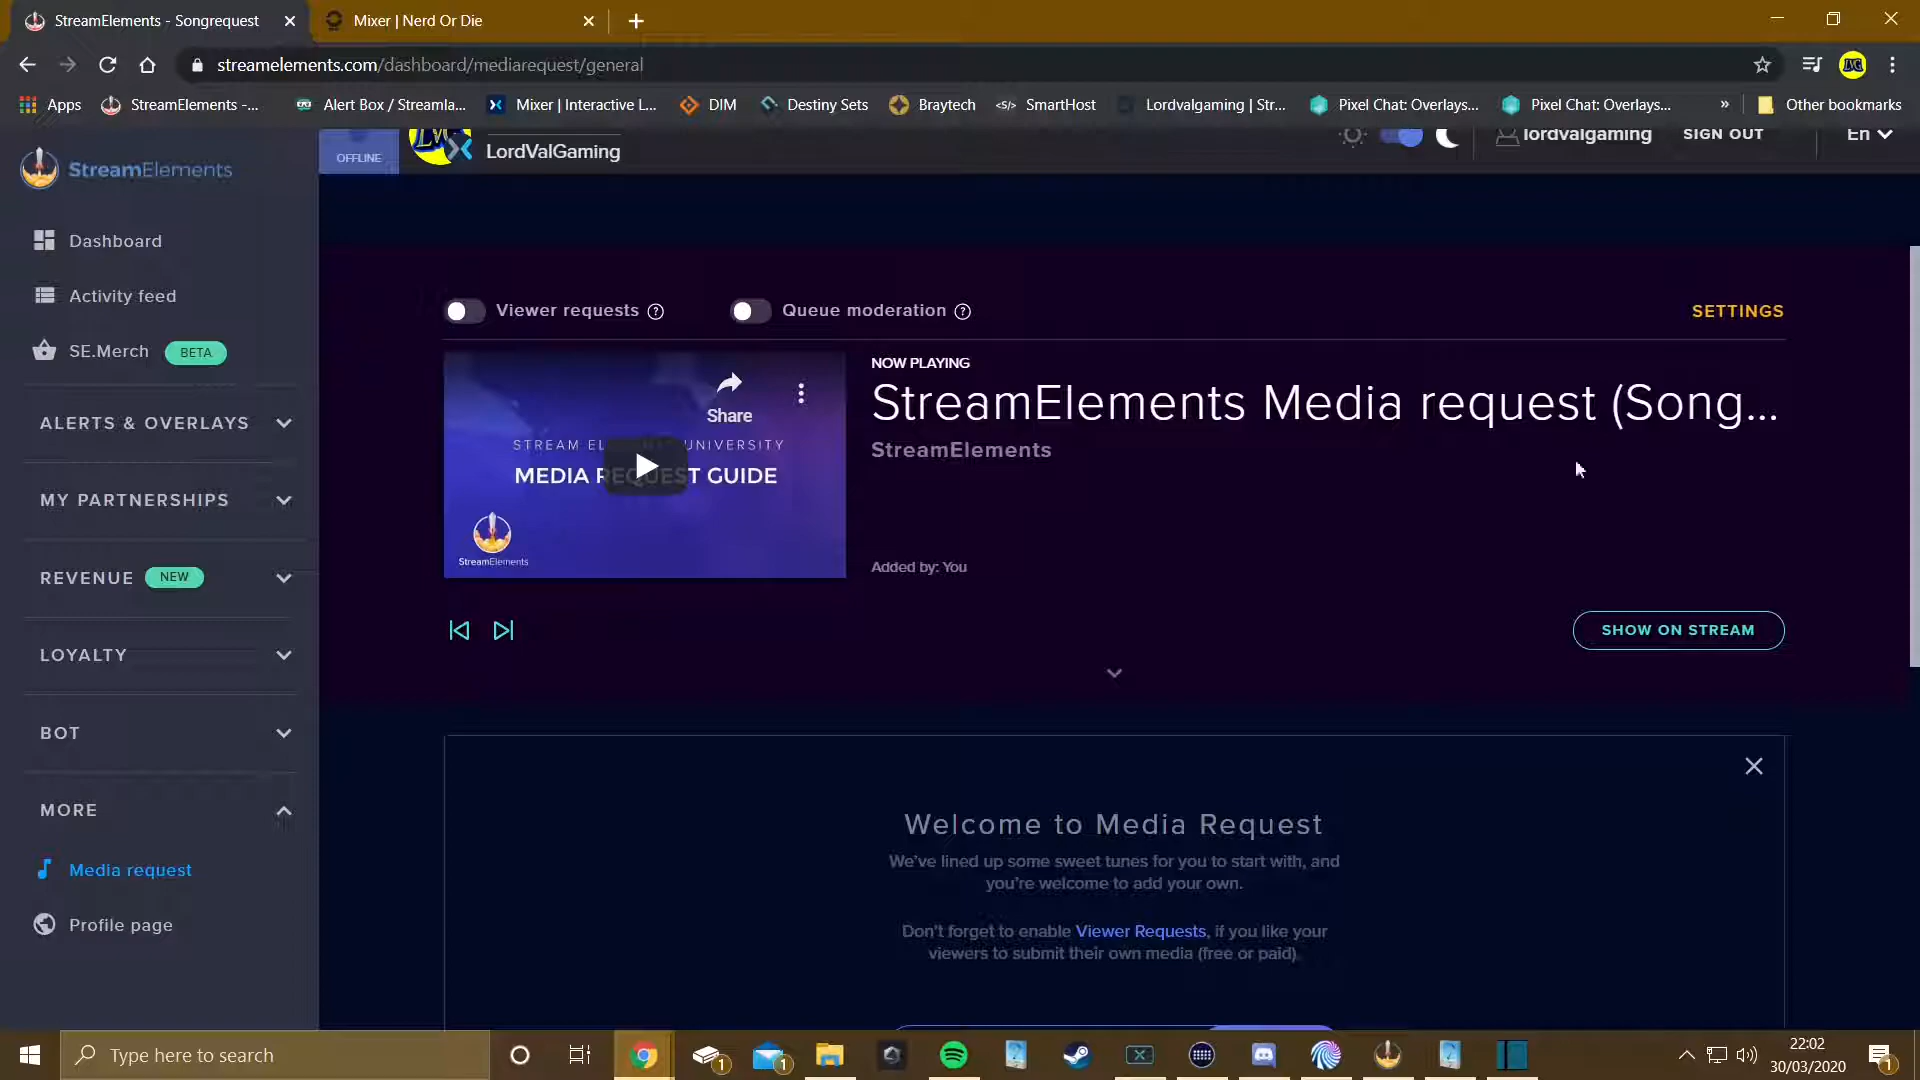 StreamElements - Songrequest
Mixer | Nerd Or Die
streamelements.com/dashboard/mediarequest/general
Apps
StreamElements -...
Alert Box / Streamla...
Mixer | Interactive L...
DIM
Destiny Sets
Braytech
SmartHost
Lordvalgaming | Str...
Pixel Chat: Overlays...
Pixel Chat: Overlays...
»
Other bookmarks
StreamElements
OFFLINE
LordValGaming
lordvalgaming
SIGN OUT
En
Dashboard
Activity feed
SE.Merch BETA
ALERTS & OVERLAYS
MY PARTNERSHIPS
REVENUE NEW
LOYALTY
BOT
MORE
Media request
Profile page
Viewer requests ?
Queue moderation ?
SETTINGS
Share
MEDIA REQUEST GUIDE
StreamElements
NOW PLAYING
StreamElements Media request (Song...
StreamElements
Added by: You
SHOW ON STREAM
Welcome to Media Request
We've lined up some sweet tunes for you to start with, and
you're welcome to add your own.
Don't forget to enable Viewer Requests, if you like your
viewers to submit their own media (free or paid).
Type here to search
1
1
22:02
30/03/2020
1